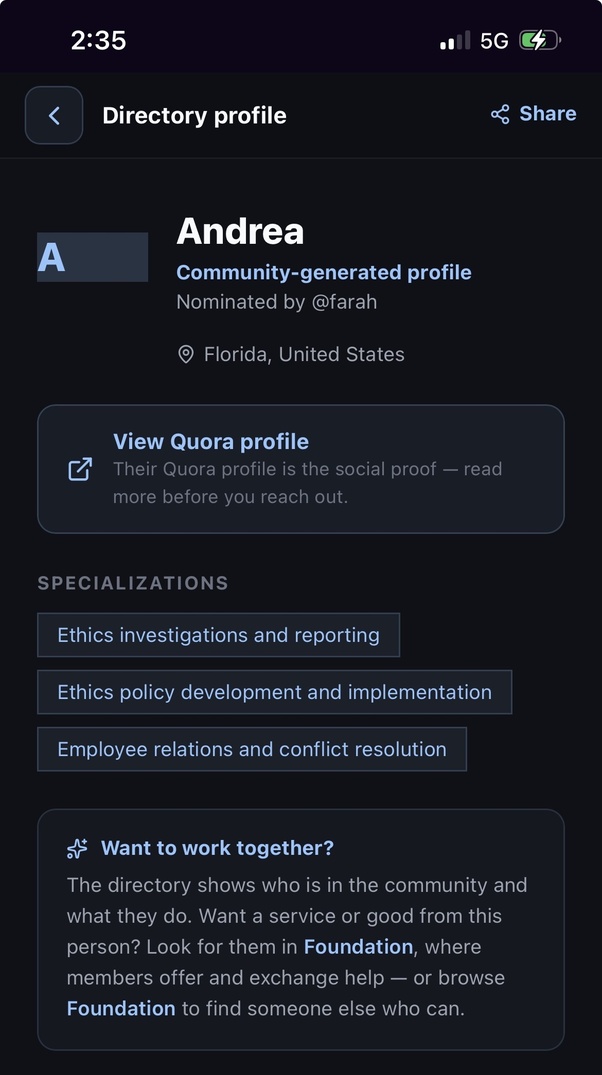 2:35
5G
Directory profile
Share
A
Andrea
Community-generated profile
Nominated by @farah
Florida, United States
View Quora profile
Their Quora profile is the social proof — read
more before you reach out.
SPECIALIZATIONS
Ethics investigations and reporting
Ethics policy development and implementation
Employee relations and conflict resolution
Want to work together?
The directory shows who is in the community and
what they do. Want a service or good from this
person? Look for them in Foundation, where
members offer and exchange help — or browse
Foundation to find someone else who can.